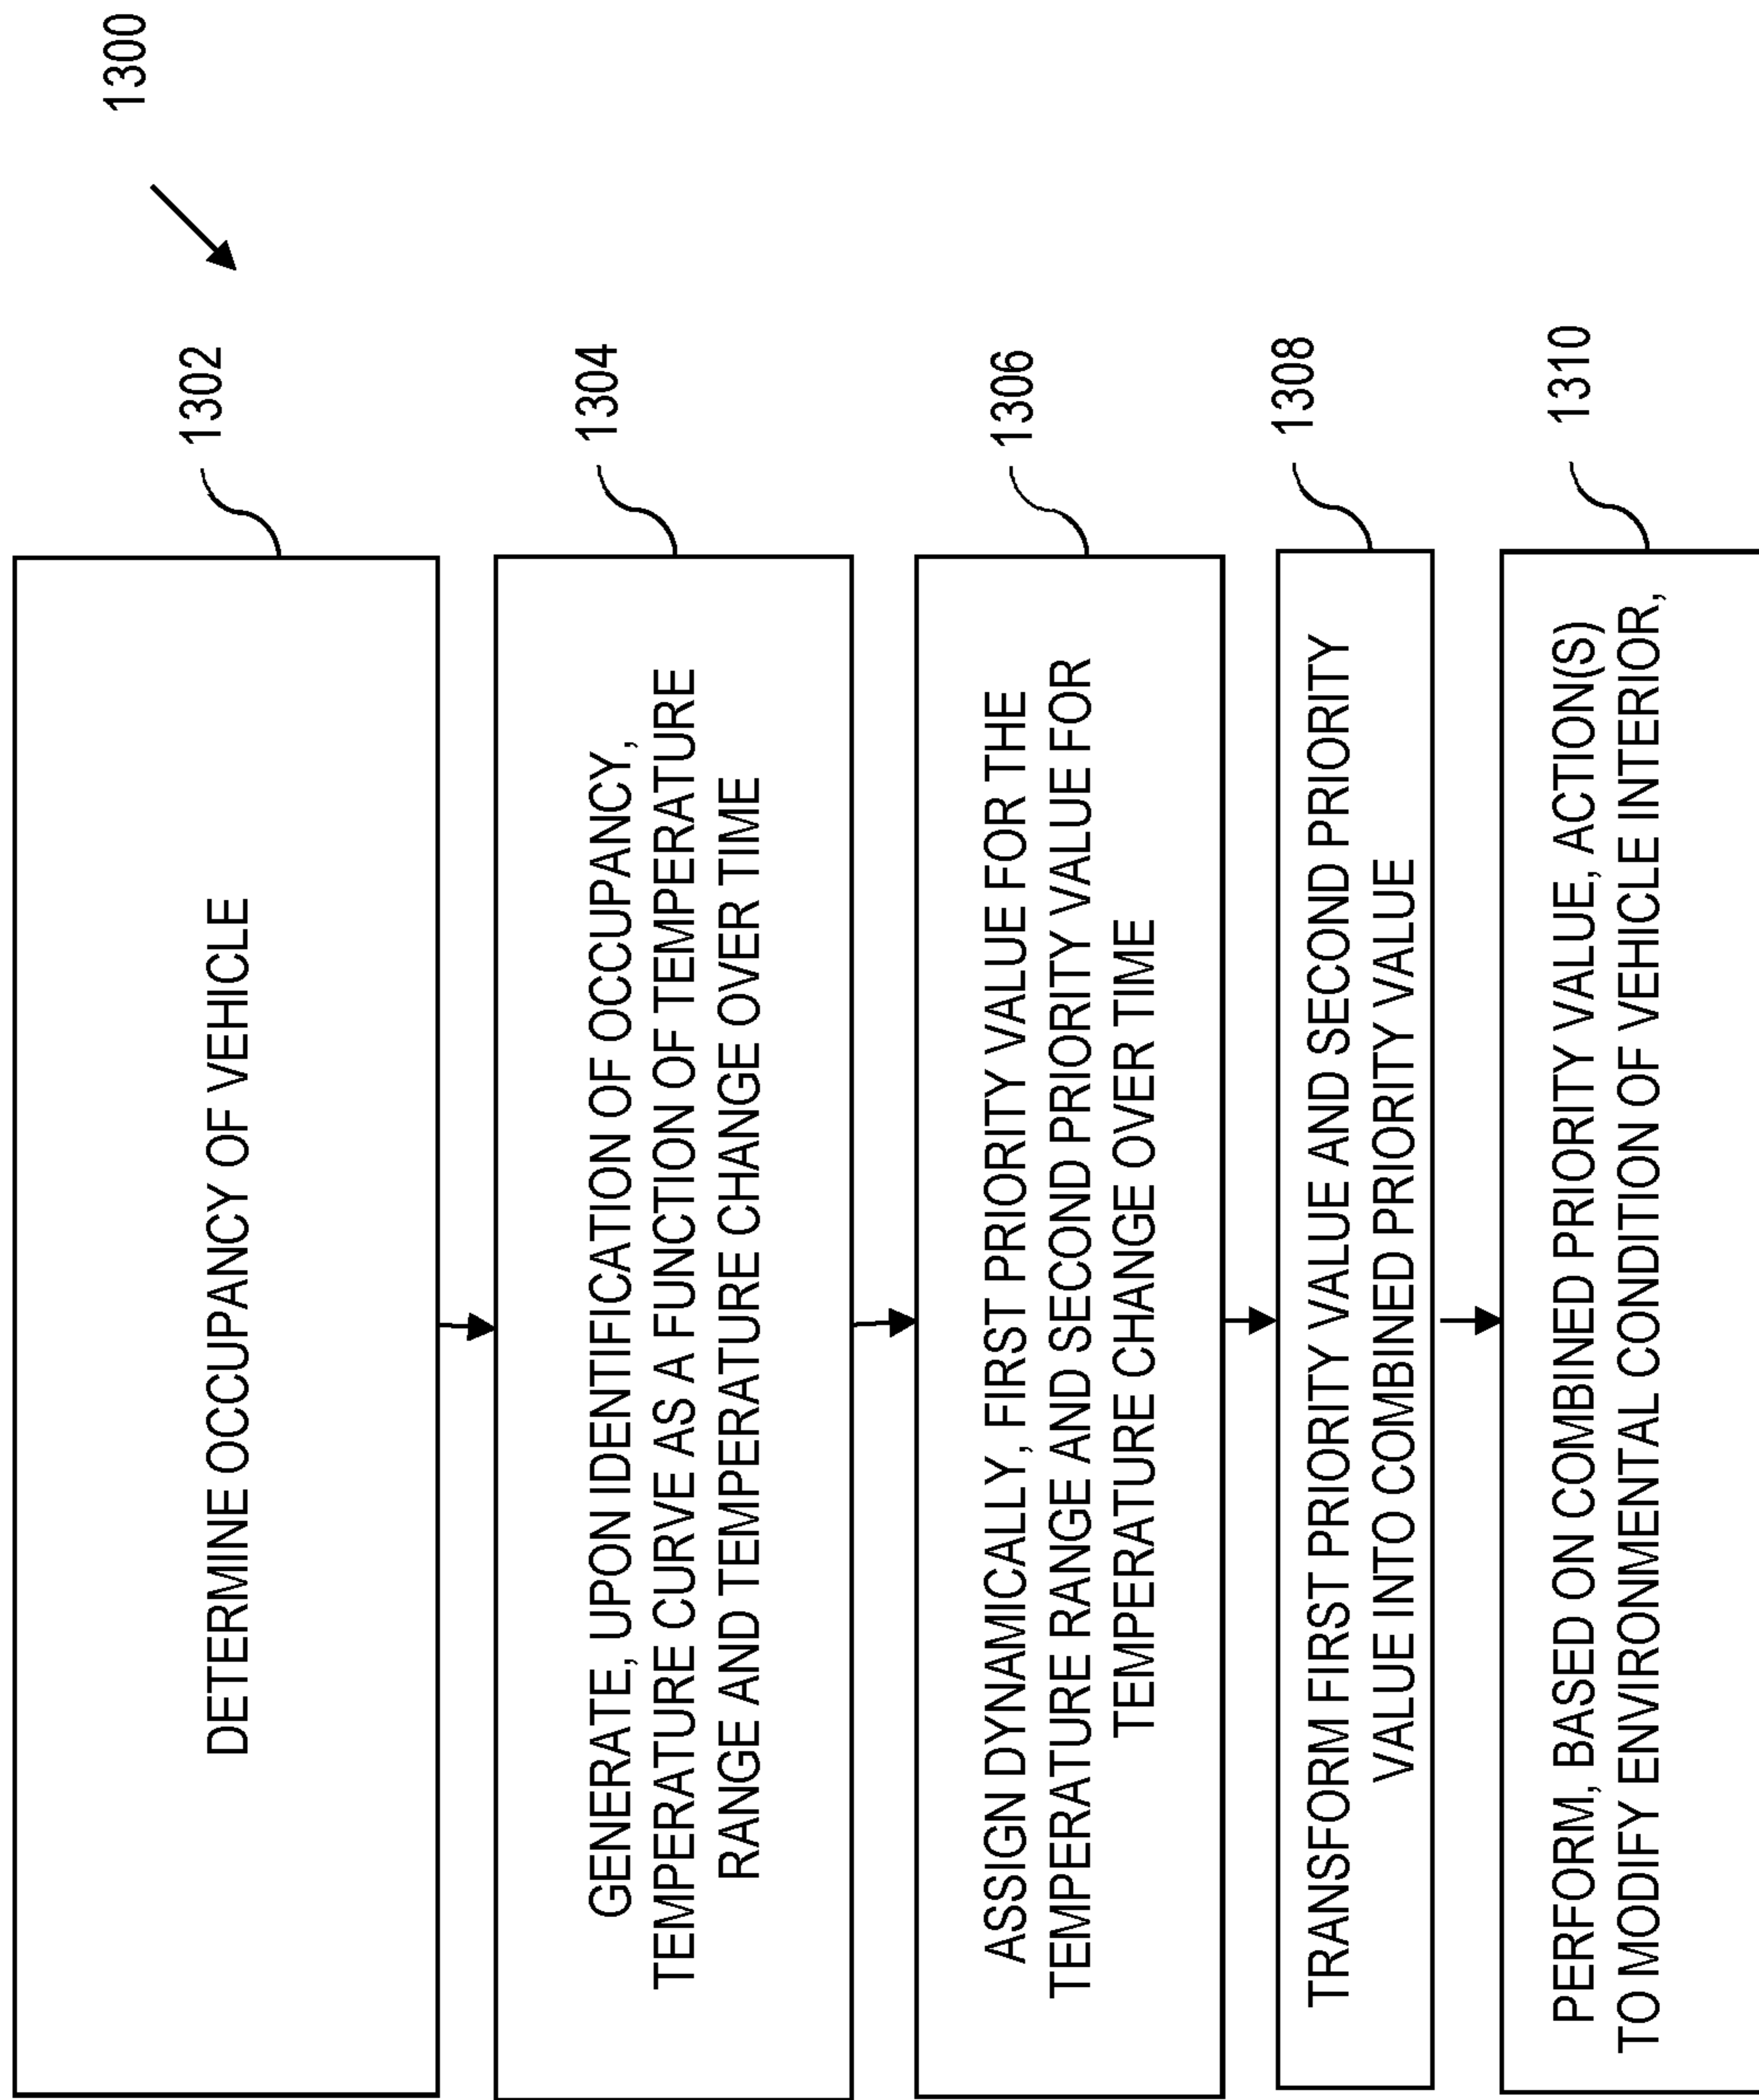 1300
1302
DETERMINE OCCUPANCY OF VEHICLE
1304
GENERATE, UPON IDENTIFICATION OF OCCUPANCY,
TEMPERATURE CURVE AS A FUNCTION OF TEMPERATURE
RANGE AND TEMPERATURE CHANGE OVER TIME
1306
ASSIGN DYNAMICALLY, FIRST PRIORITY VALUE FOR THE
TEMPERATURE RANGE AND SECOND PRIORITY VALUE FOR
TEMPERATURE CHANGE OVER TIME
1308
TRANSFORM FIRST PRIORITY VALUE AND SECOND PRIORITY
VALUE INTO COMBINED PRIORITY VALUE
1310
PERFORM, BASED ON COMBINED PRIORITY VALUE, ACTION(S)
TO MODIFY ENVIRONMENTAL CONDITION OF VEHICLE INTERIOR,